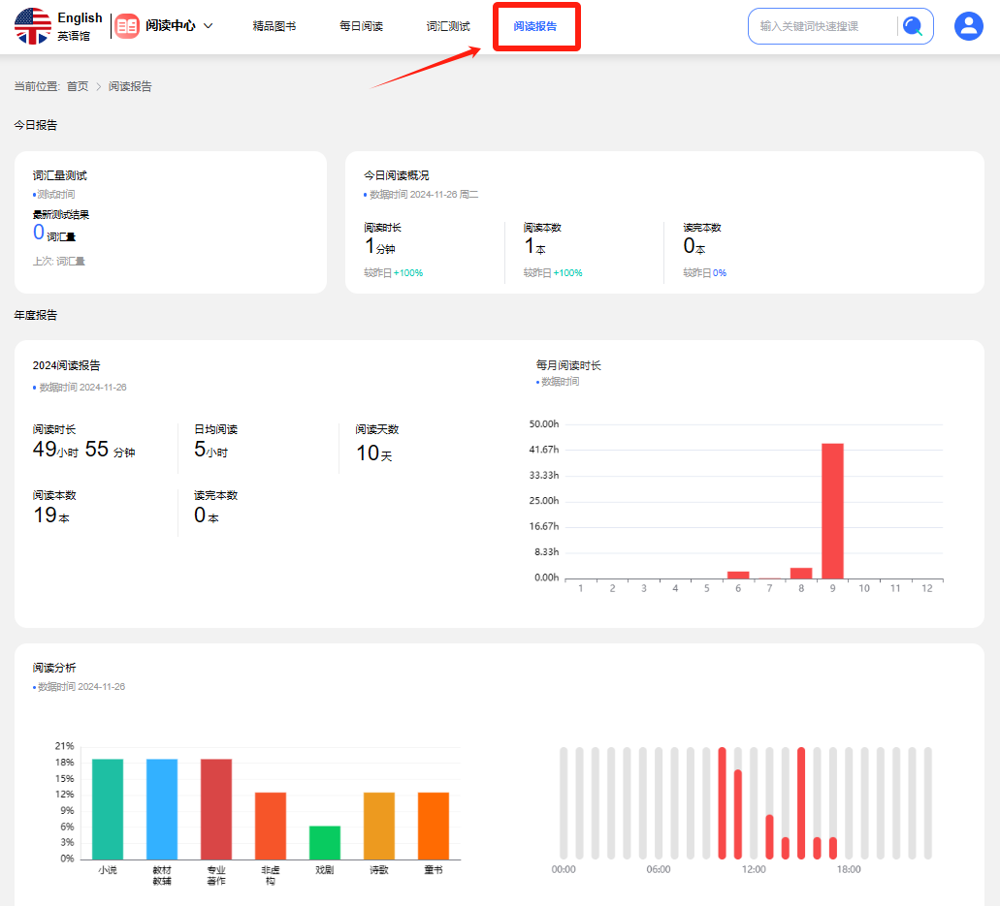 English
英语馆
阅读中心
精品图书
每日阅读
词汇测试
阅读报告
输入关键词快速搜课
当前位置: 首页 > 阅读报告
今日报告
词汇量测试
测试时间
最新测试结果
0 词汇量
上次: 词汇量
今日阅读概况
数据时间 2024-11-26 周二
阅读时长
1分钟
较昨日+100%
阅读本数
1本
较昨日+100%
读完本数
0本
较昨日0%
年度报告
2024阅读报告
数据时间 2024-11-26
阅读时长
49小时 55 分钟
日均阅读
5小时
阅读天数
10天
阅读本数
19本
读完本数
0本
每月阅读时长
数据时间
50.00h
41.67h
33.33h
25.00h
16.67h
8.33h
0.00h
1 2 3 4 5 6 7 8 9 10 11 12
阅读分析
数据时间 2024-11-26
21%
18%
15%
12%
9%
6%
3%
0%
小说
教材
教辅
专业
著作
非虚
构
戏剧
诗歌
童书
00:00 06:00 12:00 18:00